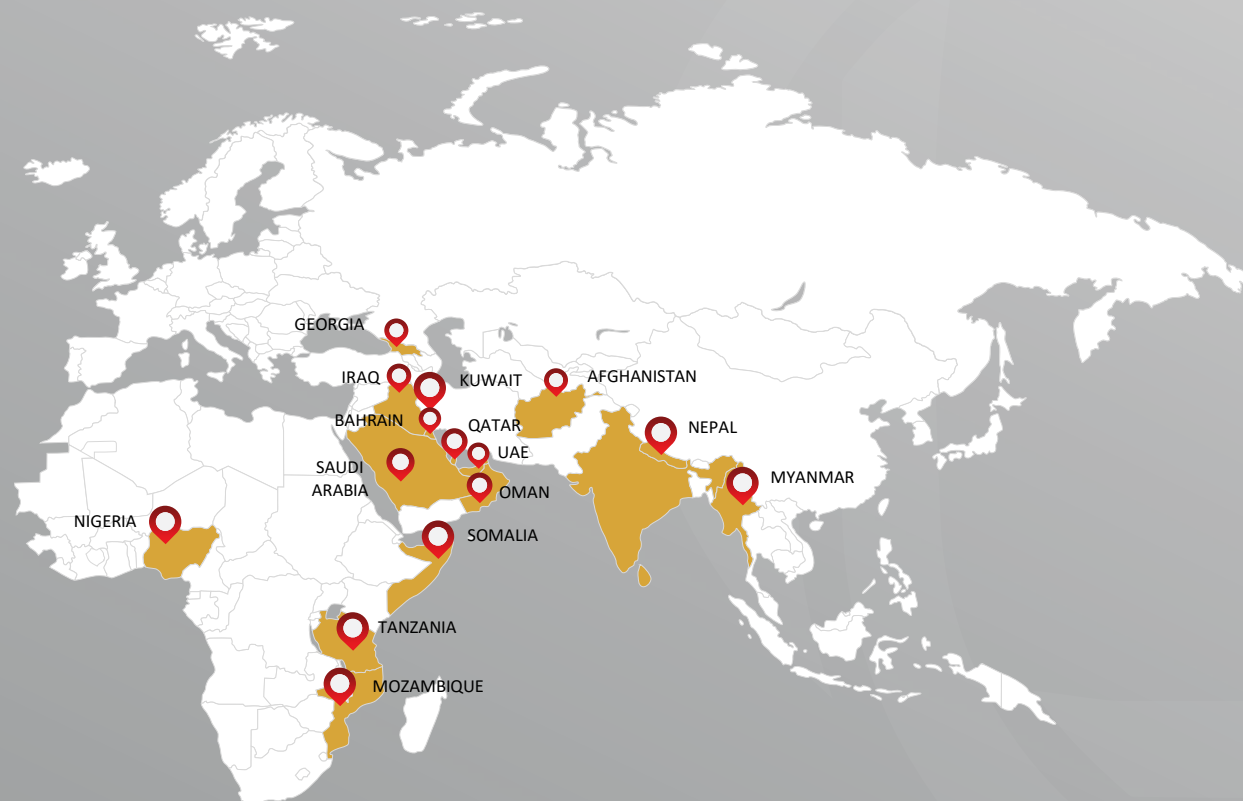 GEORGIA
IRAQ
KUWAIT
AFGHANISTAN
BAHRAIN
QATAR
NEPAL
UAE
SAUDI
ARABIA
MYANMAR
OMAN
NIGERIA
SOMALIA
TANZANIA
MOZAMBIQUE